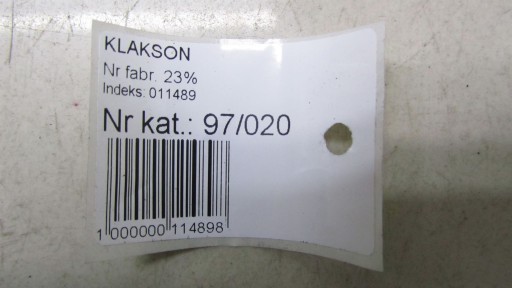 KLAKSON
Nr fabr. 23%
Indeks: 011489
Nr kat.: 97/020
1 000000 114898